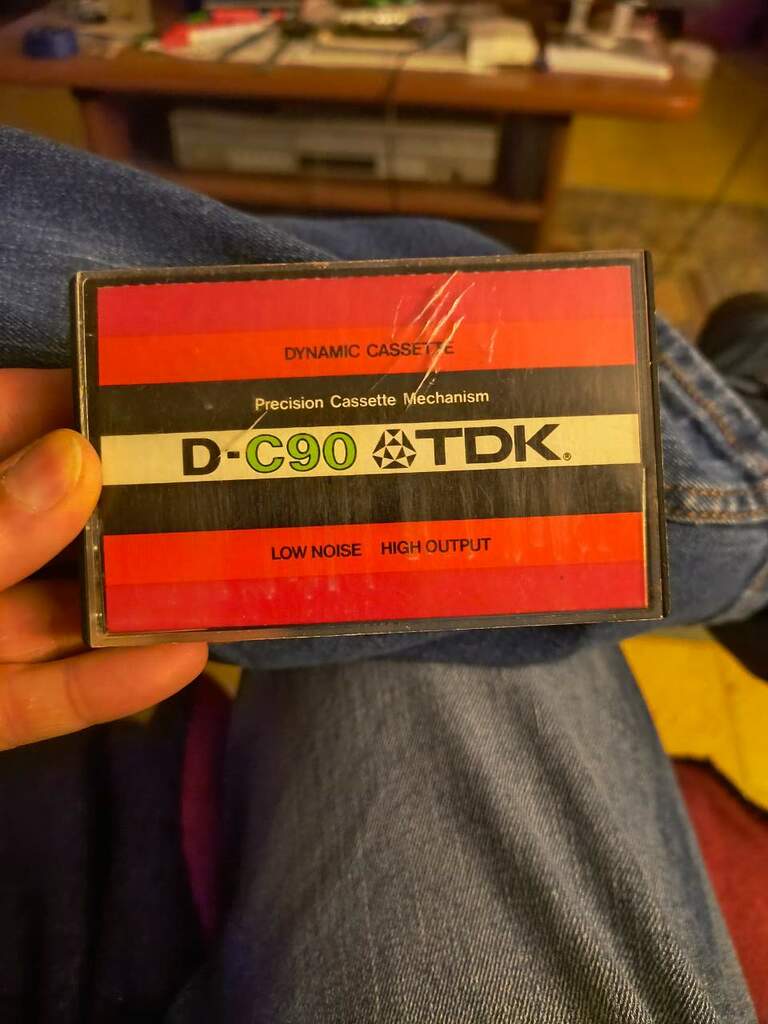 DYNAMIC CASSETTE
Precision Cassette Mechanism
D-C90 TDK®
LOW NOISE HIGH OUTPUT